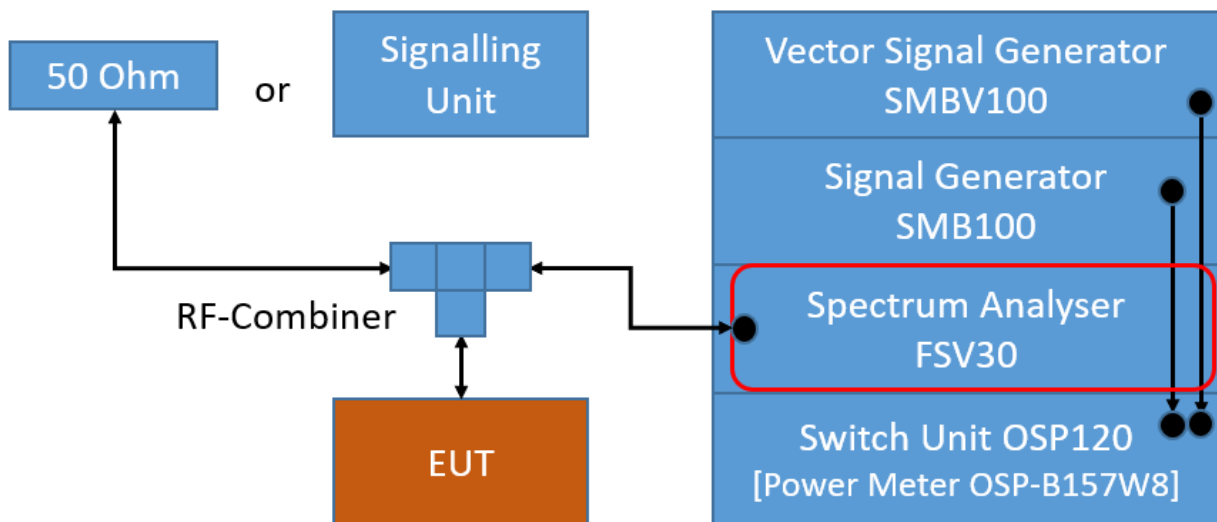 50 Ohm
or
Signalling
Unit
Vector Signal Generator
SMBV100
Signal Generator
SMB100
RF-Combiner
Spectrum Analyser
FSV30
EUT
Switch Unit OSP120
[Power Meter OSP-B157W8]